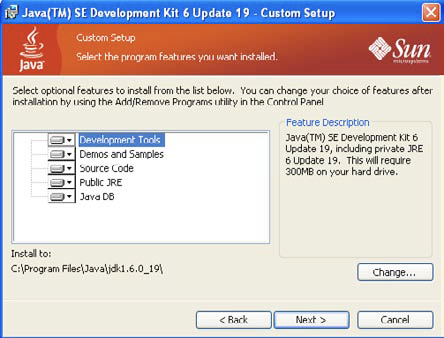 Java(TM) SE Development Kit 6 Update 19 - Custom Setup
Custom Setup
Select the program features you want installed.
Java
Sun
microsystems
Select optional features to install from the list below. You can change your choice of features after
installation by using the Add/Remove Programs utility in the Control Panel
Development Tools
Demos and Samples
Source Code
Public JRE
Java DB
Feature Description
Java(TM) SE Development Kit 6
Update 19, including private JRE
6 Update 19. This will require
300MB on your hard drive.
Install to:
C:\Program Files\Java\jdk1.6.0_19\
Change...
< Back
Next >
Cancel